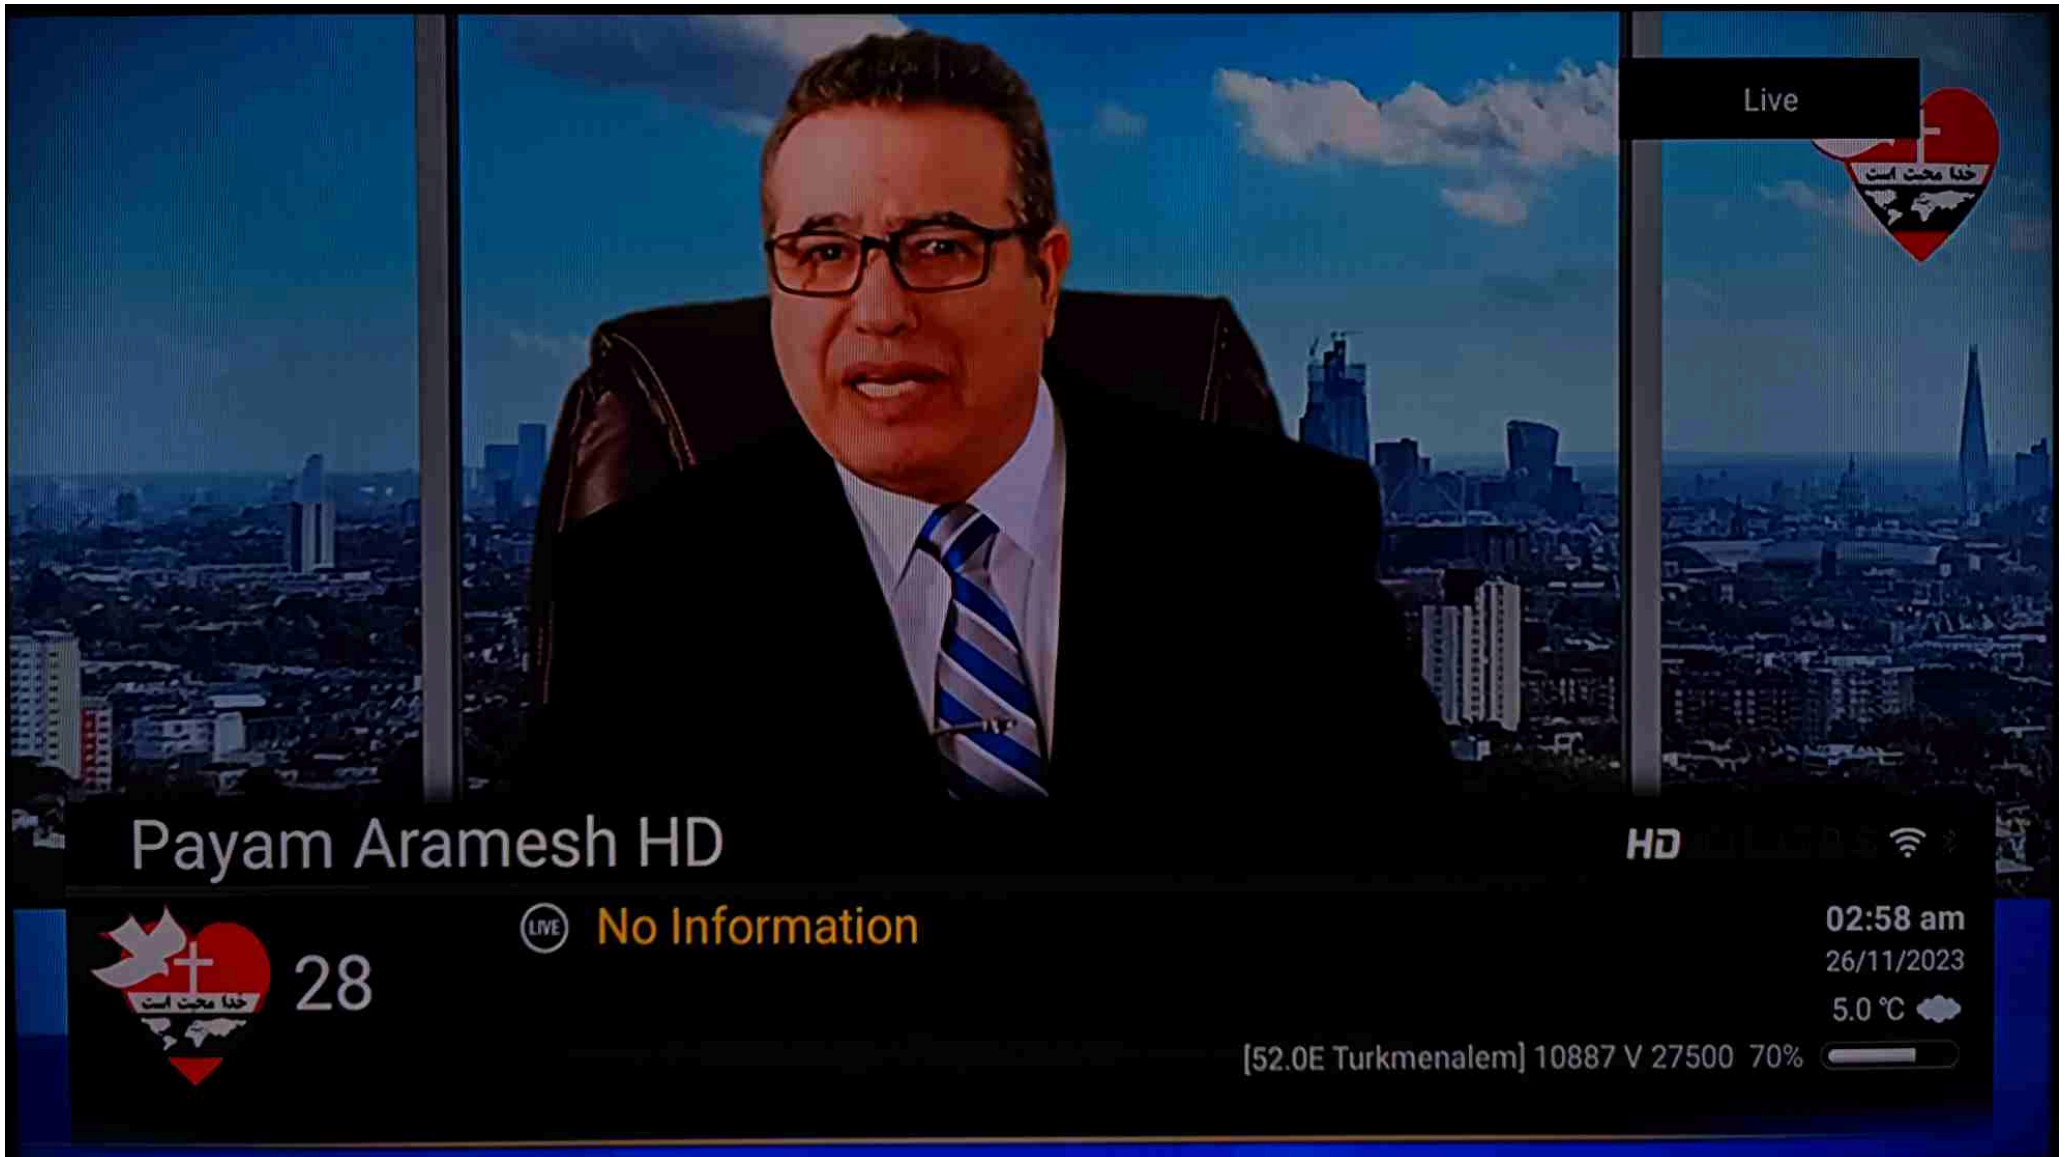 Live
خدا محبت است
Payam Aramesh HD
HD
LIVE No Information
02:58 am
28
26/11/2023
خدا محبت است
5.0 °C
[52.0E Turkmenalem] 10887 V 27500 70%